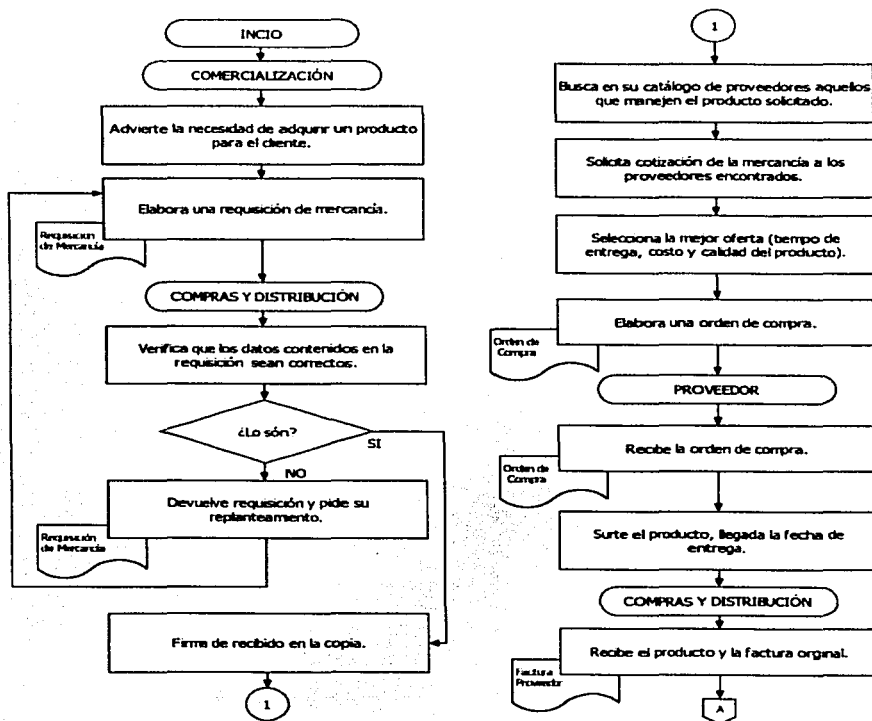 INCIO
COMERCIALIZACIÓN
Advierte la necesidad de adquirir un producto
para el cliente.
Elabora una requisición de mercancía.
Requisición
de Mercancía
COMPRAS Y DISTRIBUCIÓN
Verifica que los datos contenidos en la
requisición sean correctos.
¿Lo són?
SI
NO
Devuelve requisición y pide su
replanteamento.
Requisición
de Mercancía
Firma de recibido en la copia.
1
1
Busca en su catálogo de proveedores aquellos
que manejen el producto solicitado.
Solicita cotización de la mercancía a los
proveedores encontrados.
Selecciona la mejor oferta (tiempo de
entrega, costo y calidad del producto).
Elabora una orden de compra.
Orden de
Compra
PROVEEDOR
Recibe la orden de compra.
Orden de
Compra
Surte el producto, llegada la fecha de
entrega.
COMPRAS Y DISTRIBUCIÓN
Recibe el producto y la factura orginal.
Factura
Proveedor
A